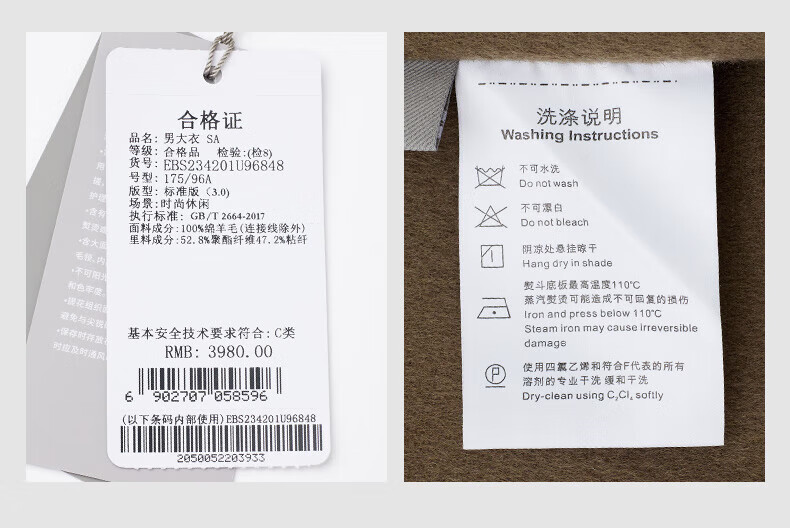 合格证
品名: 男大衣 SA
等级: 合格品 检验:(检8)
货号: EBS234201U96848
号型: 175/96A
版型: 标准版 (3.0)
场景: 时尚休闲
执行标准: GB/T 2664-2017
面料成分:100%绵羊毛(连接线除外)
里料成分:52.8%聚酯纤维47.2%粘纤
基本安全技术要求符合: C类
RMB: 3980.00
6 902707 058596
(以下条码内部使用)EBS234201U96848
2050052203933
洗涤说明
Washing Instructions
不可水洗
Do not wash
不可漂白
Do not bleach
阴凉处悬挂晾干
Hang dry in shade
熨斗底板最高温度110℃
蒸汽熨烫可能造成不可回复的损伤
Iron and press below 110℃
Steam iron may cause irreversible
damage
P
使用四氯乙烯和符合F代表的所有
溶剂的专业干洗 缓和干洗
Dry-clean using C₂Cl₄ softly